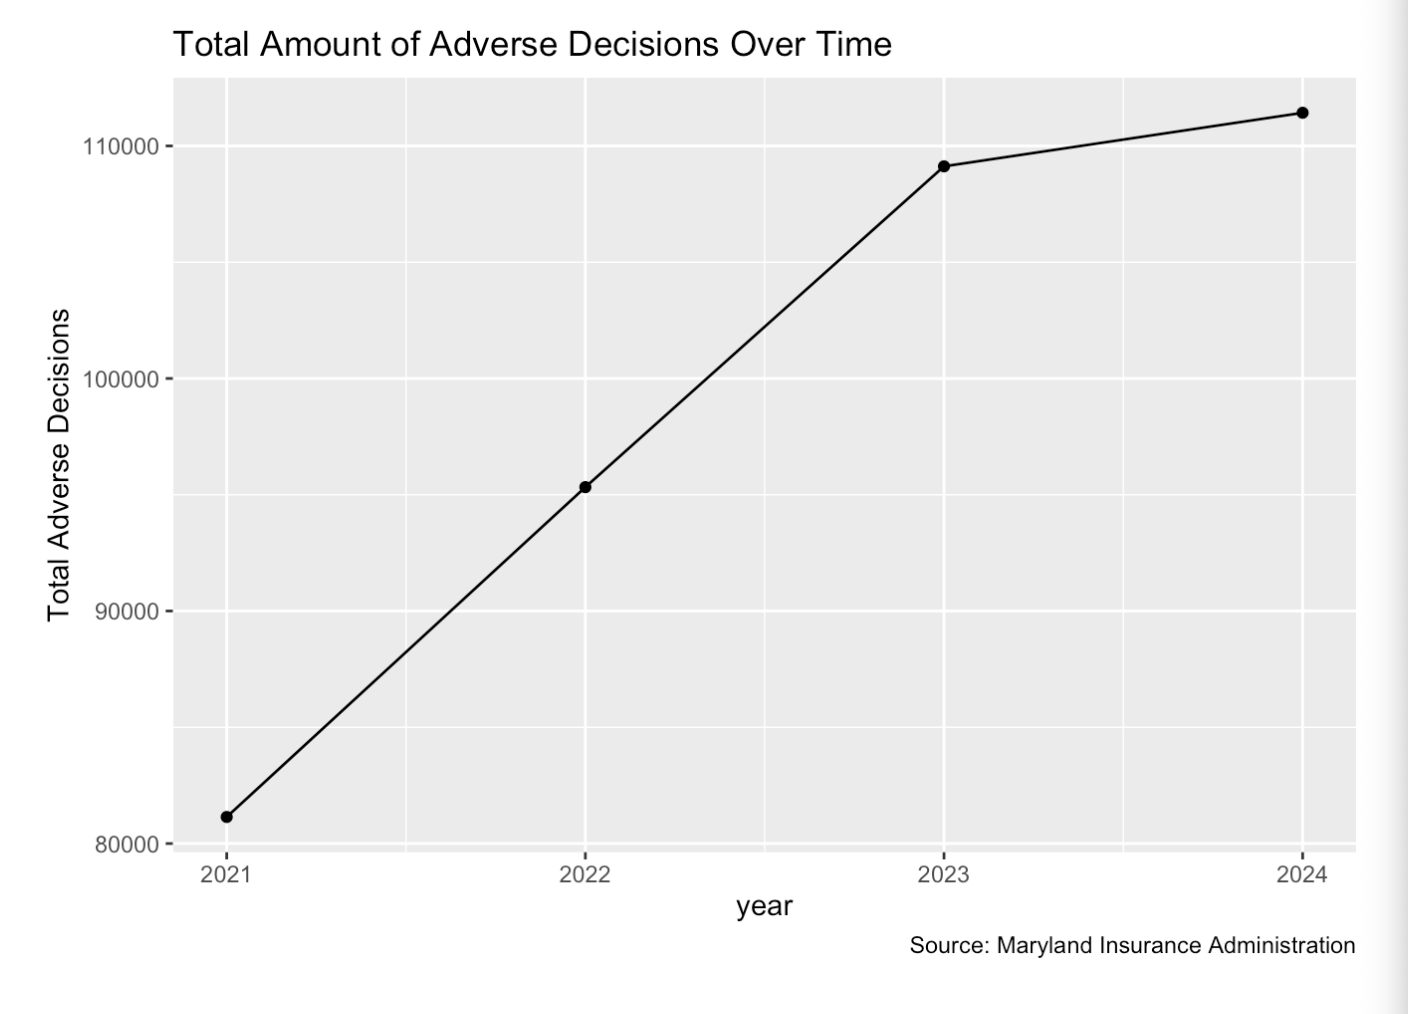 Total Amount of Adverse Decisions Over Time
Total Adverse Decisions
110000
100000
90000
80000
2021 2022 2023 2024
year
Source: Maryland Insurance Administration